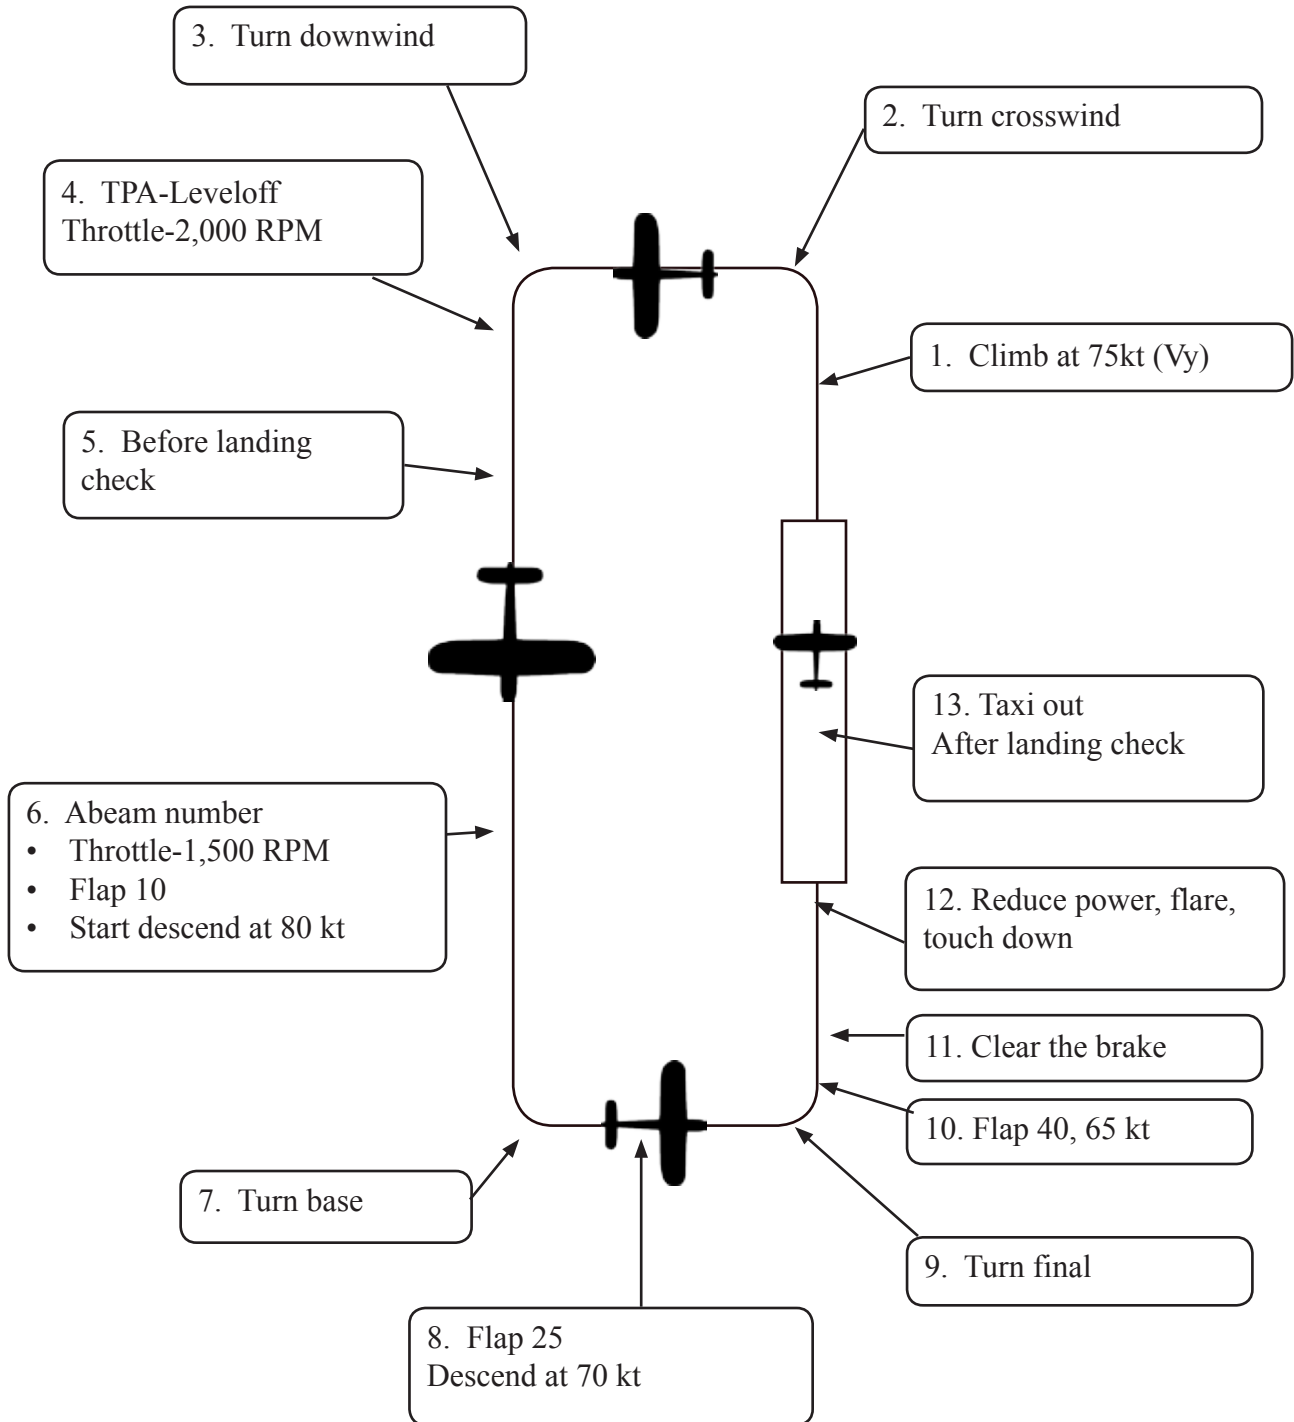 3. Turn downwind
2. Turn crosswind
4. TPA-Leveloff
Throttle-2,000 RPM
1. Climb at 75kt (Vy)
5. Before landing
check
13. Taxi out
After landing check
6. Abeam number
• Throttle-1,500 RPM
• Flap 10
• Start descend at 80 kt
12. Reduce power, flare,
touch down
11. Clear the brake
10. Flap 40, 65 kt
7. Turn base
9. Turn final
8. Flap 25
Descend at 70 kt